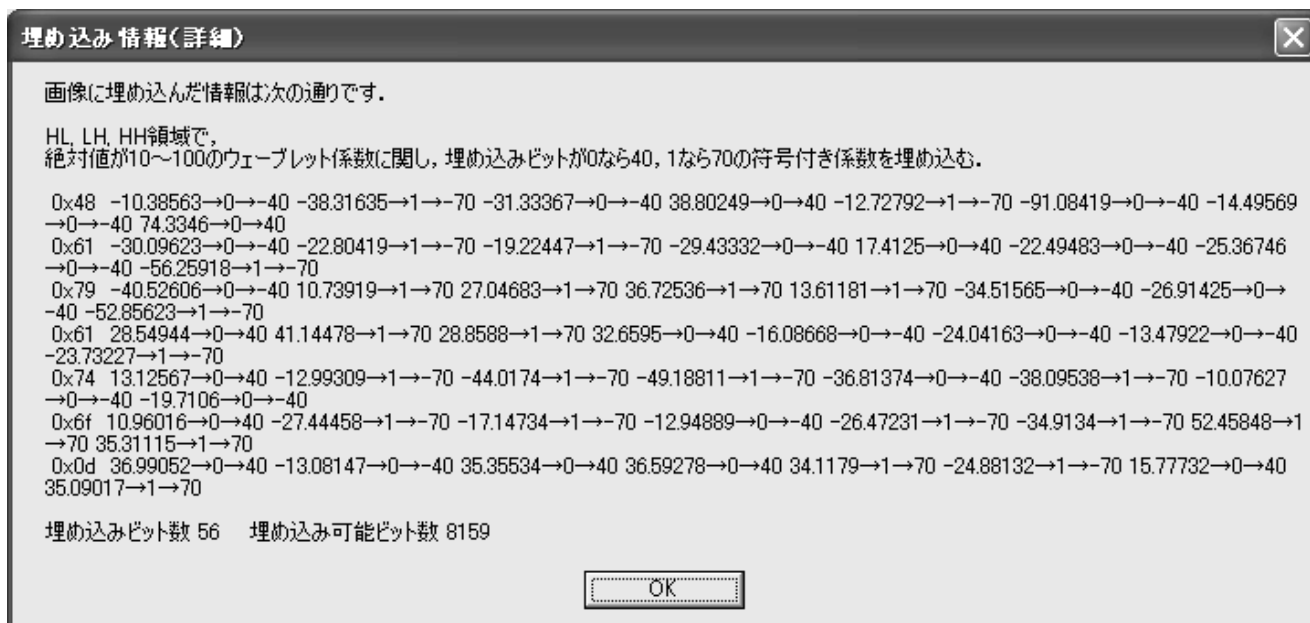 埋め込み情報(詳細)
画像に埋め込んだ情報は次の通りです.
HL, LH, HH領域で,
絶対値が10～100のウェーブレット係数に関し, 埋め込みビットが0なら40, 1なら70の符号付き係数を埋め込む.
0x48 -10.38563→0→-40 -38.31635→1→-70 -31.33367→0→-40 38.80249→0→40 -12.72792→1→-70 -91.08419→0→-40 -14.49569
→0→-40 74.3346→0→40
0x61 -30.09623→0→-40 -22.80419→1→-70 -19.22447→1→-70 -29.43332→0→-40 17.4125→0→40 -22.49483→0→-40 -25.36746
→0→-40 -56.25918→1→-70
0x79 -40.52606→0→-40 10.73919→1→70 27.04683→1→70 36.72536→1→70 13.61181→1→70 -34.51565→0→-40 -26.91425→0→
-40 -52.85623→1→-70
0x61 28.54944→0→40 41.14478→1→70 28.8588→1→70 32.6595→0→40 -16.08668→0→-40 -24.04163→0→-40 -13.47922→0→-40
-23.73227→1→-70
0x74 13.12567→0→40 -12.99309→1→-70 -44.0174→1→-70 -49.18811→1→-70 -36.81374→0→-40 -38.09538→1→-70 -10.07627
→0→-40 -19.7106→0→-40
0x6f 10.96016→0→40 -27.44458→1→-70 -17.14734→1→-70 -12.94889→0→-40 -26.47231→1→-70 -34.9134→1→-70 52.45848→1
→70 35.31115→1→70
0x0d 36.99052→0→40 -13.08147→0→-40 35.35534→0→40 36.59278→0→40 34.1179→1→70 -24.88132→1→-70 15.77732→0→40
35.09017→1→70
埋め込みビット数 56 埋め込み可能ビット数 8159
OK